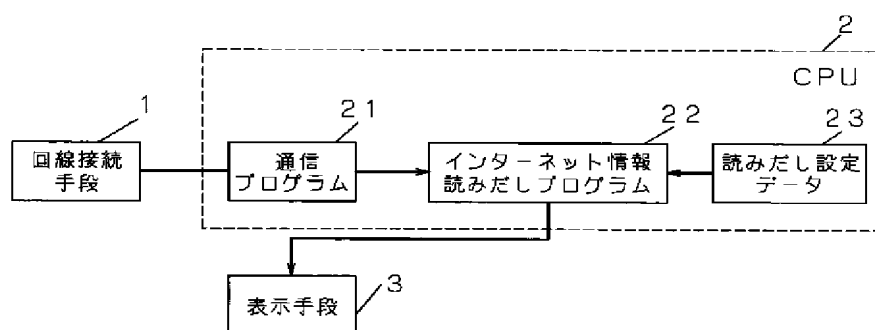 2
CPU
1
21
22
23
回線接続
手段
通信
プログラム
インターネット情報
読みだしプログラム
読みだし設定
データ
表示手段
3